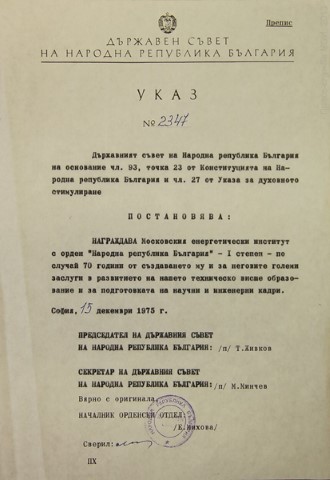 Препис
ДЪРЖАВЕН СЪВЕТ
НА НАРОДНА РЕПУБЛИКА БЪЛГАРИЯ
УКАЗ
№ 2347
Държавният съвет на Народна република България
на основание чл. 93, точка 23 от Конституцията на На-
родна република България и чл. 27 от Указа за духовното
стимулиране
ПОСТАНОВЯВА:
НАГРАЖДАВА Московския енергетически институт
с орден "Народна република България" - I степен - по
случай 70 години от създаването му и за неговите големи
заслуги в развитието на нашето техническо висше образо-
вание и за подготовката на научни и инженерни кадри.
София, 15 декември 1975 г.
ПРЕДСЕДАТЕЛ НА ДЪРЖАВНИЯ СЪВЕТ
НА НАРОДНА РЕПУБЛИКА БЪЛГАРИЯ: /п/ Т.Живков
СЕКРЕТАР НА ДЪРЖАВНИЯ СЪВЕТ
НА НАРОДНА РЕПУБЛИКА БЪЛГАРИЯ: /п/ М.Минчев
Вярно с оригинала,
НАЧАЛНИК ОРДЕНСКИ ОТДЕЛ:
Сверил:
ПХ